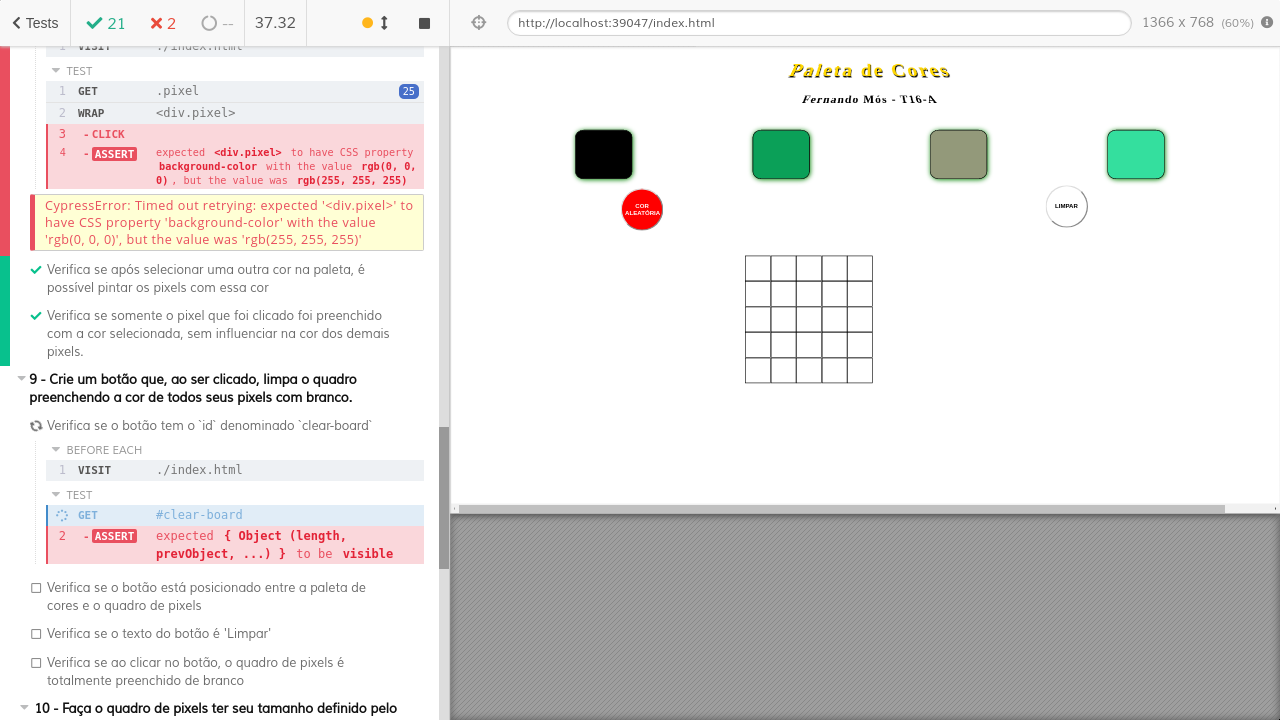 Tests 21 2 -- 37.32
http://localhost:39047/index.html 1366 x 768 (60%)
1 VISIT ./index.html
TEST
1 GET .pixel 25
2 WRAP <div.pixel>
3 -CLICK
4 -ASSERT expected <div.pixel> to have CSS property
background-color with the value rgb(0, 0,
0) , but the value was rgb(255, 255, 255)
CypressError: Timed out retrying: expected '<div.pixel>' to
have CSS property 'background-color' with the value
'rgb(0, 0, 0)', but the value was 'rgb(255, 255, 255)'
Verifica se após selecionar uma outra cor na paleta, é
possível pintar os pixels com essa cor
Verifica se somente o pixel que foi clicado foi preenchido
com a cor selecionada, sem influenciar na cor dos demais
pixels.
9 - Crie um botão que, ao ser clicado, limpa o quadro
preenchendo a cor de todos seus pixels com branco.
Verifica se o botão tem o `id` denominado `clear-board`
BEFORE EACH
1 VISIT ./index.html
TEST
GET #clear-board
2 -ASSERT expected { Object (length,
prevObject, ...) } to be visible
Verifica se o botão está posicionado entre a paleta de
cores e o quadro de pixels
Verifica se o texto do botão é 'Limpar'
Verifica se ao clicar no botão, o quadro de pixels é
totalmente preenchido de branco
10 - Faça o quadro de pixels ter seu tamanho definido pelo
Paleta de Cores
Fernando Mós - T16-A
COR
ALEATÓRIA
LIMPAR